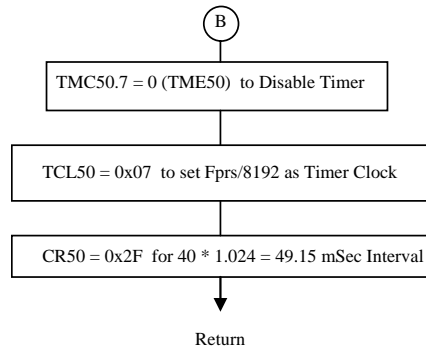 B
TMC50.7 = 0 (TME50) to Disable Timer
TCL50 = 0x07 to set Fprs/8192 as Timer Clock
CR50 = 0x2F for 40 * 1.024 = 49.15 mSec Interval
Return